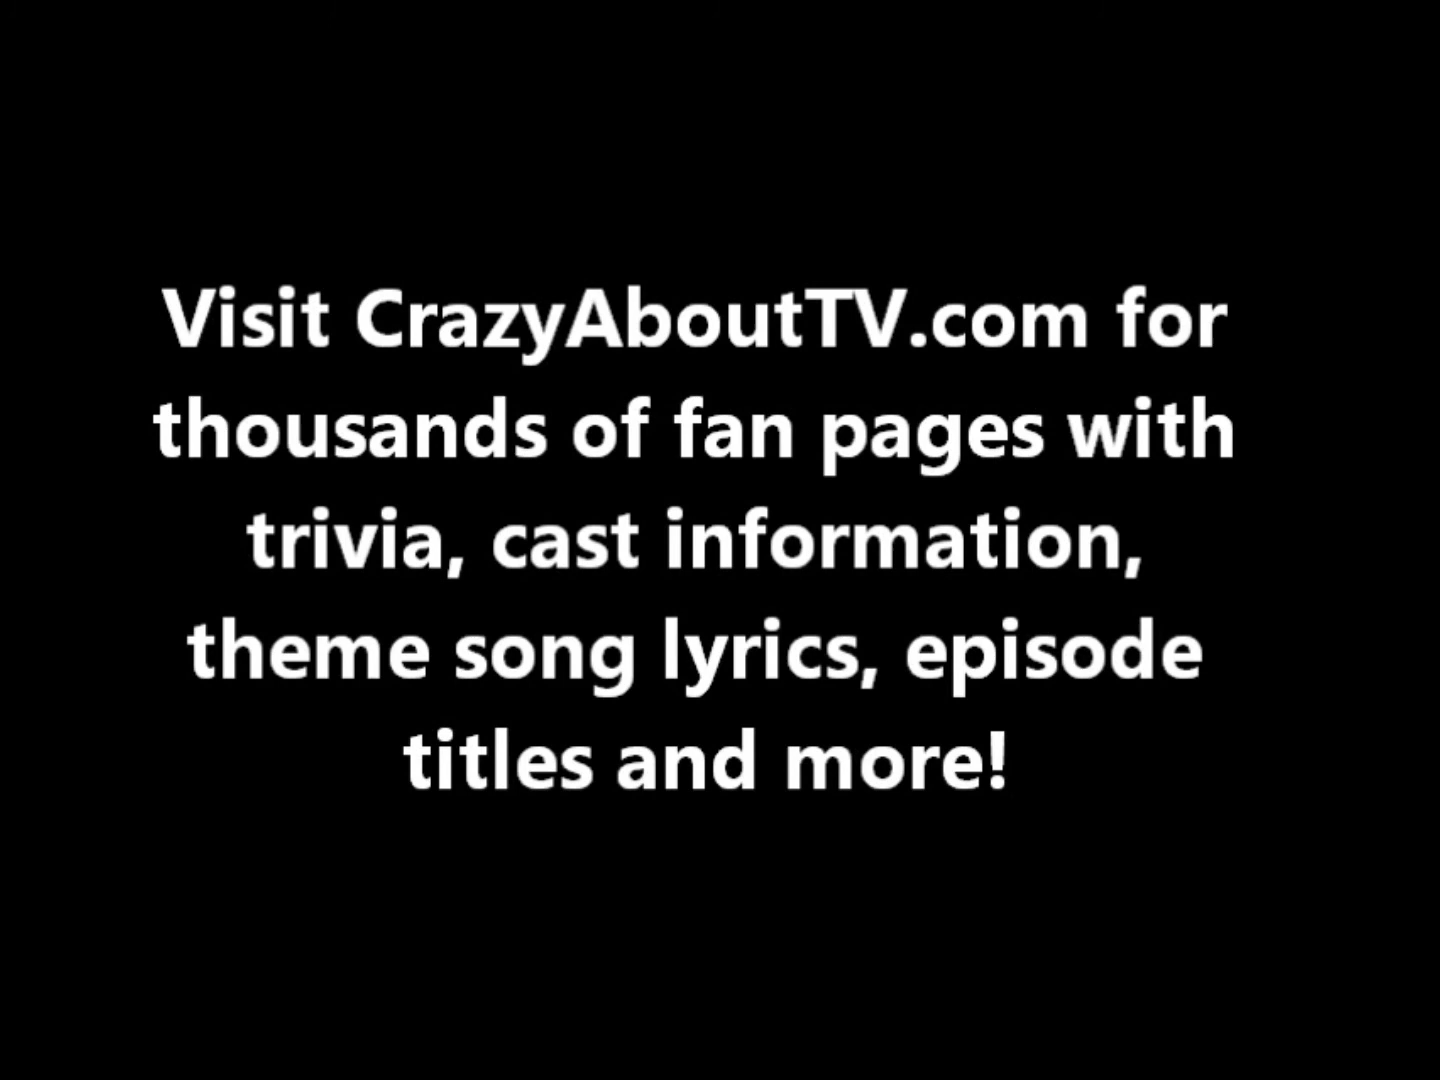 Visit CrazyAboutTV.com for
thousands of fan pages with
trivia, cast information,
theme song lyrics, episode
titles and more!